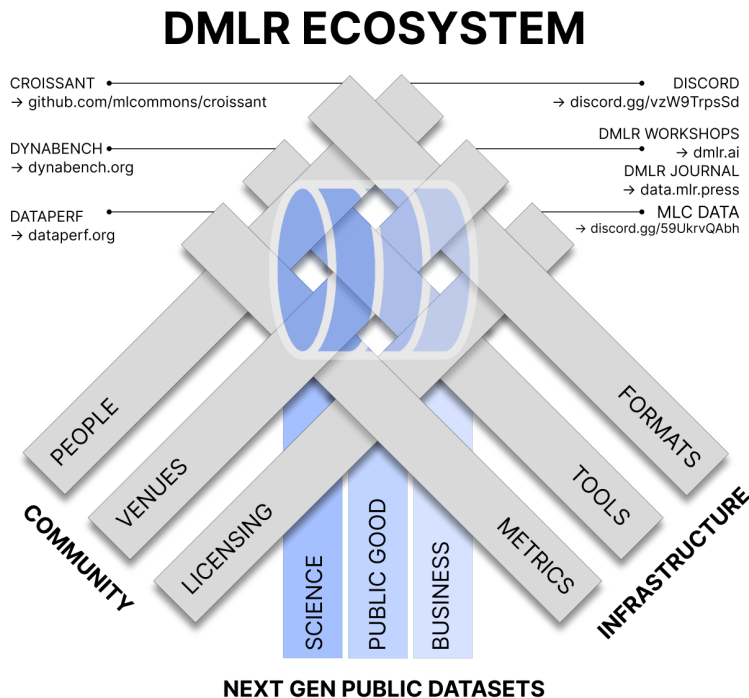 DMLR ECOSYSTEM
CROISSANT
→ github.com/mlcommons/croissant
DYNABENCH
→ dynabench.org
DATAPERF
→ dataperf.org
DISCORD
→ discord.gg/vzW9TrpsSd
DMLR WORKSHOPS
→ dmlr.ai
DMLR JOURNAL
→ data.mlr.press
MLC DATA
→ discord.gg/59UkrvQAbh
PEOPLE
VENUES
LICENSING
COMMUNITY
SCIENCE
PUBLIC GOOD
BUSINESS
METRICS
TOOLS
FORMATS
INFRASTRUCTURE
NEXT GEN PUBLIC DATASETS